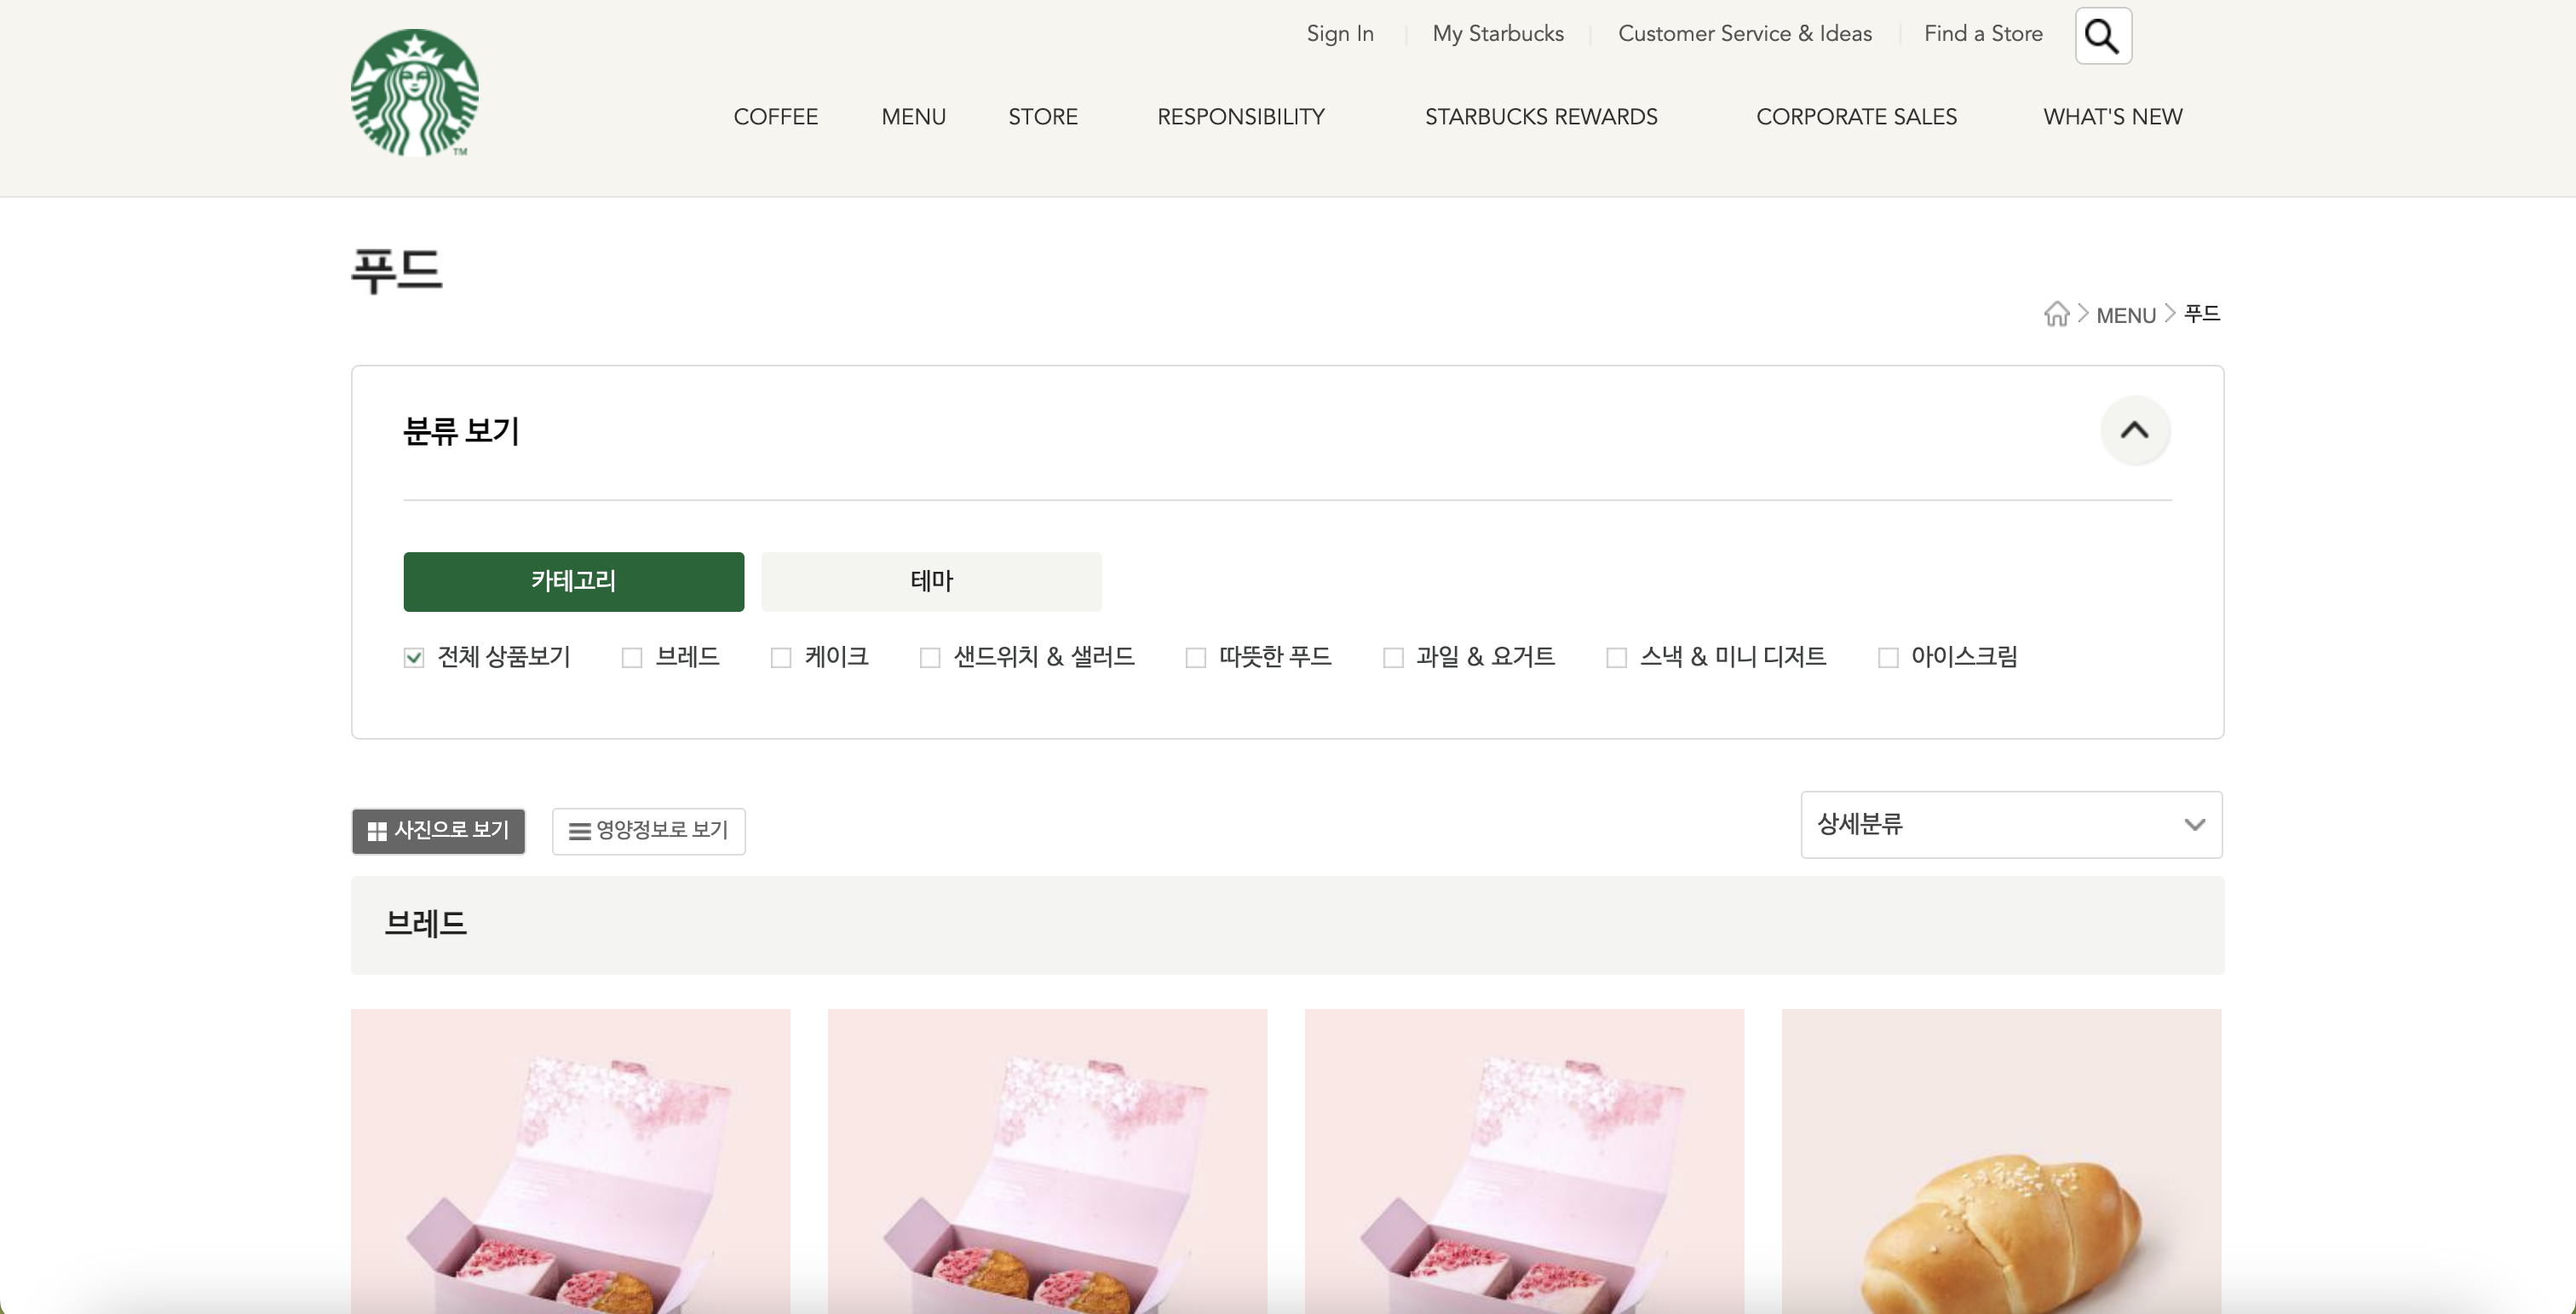 Sign In My Starbucks Customer Service & Ideas Find a Store
TM
COFFEE MENU STORE RESPONSIBILITY STARBUCKS REWARDS CORPORATE SALES WHAT'S NEW
푸드
MENU 푸드
분류 보기
카테고리 테마
전체 상품보기 브레드 케이크 샌드위치 & 샐러드 따뜻한 푸드 과일 & 요거트 스낵 & 미니 디저트 아이스크림
사진으로 보기 영양정보로 보기 상세분류
브레드